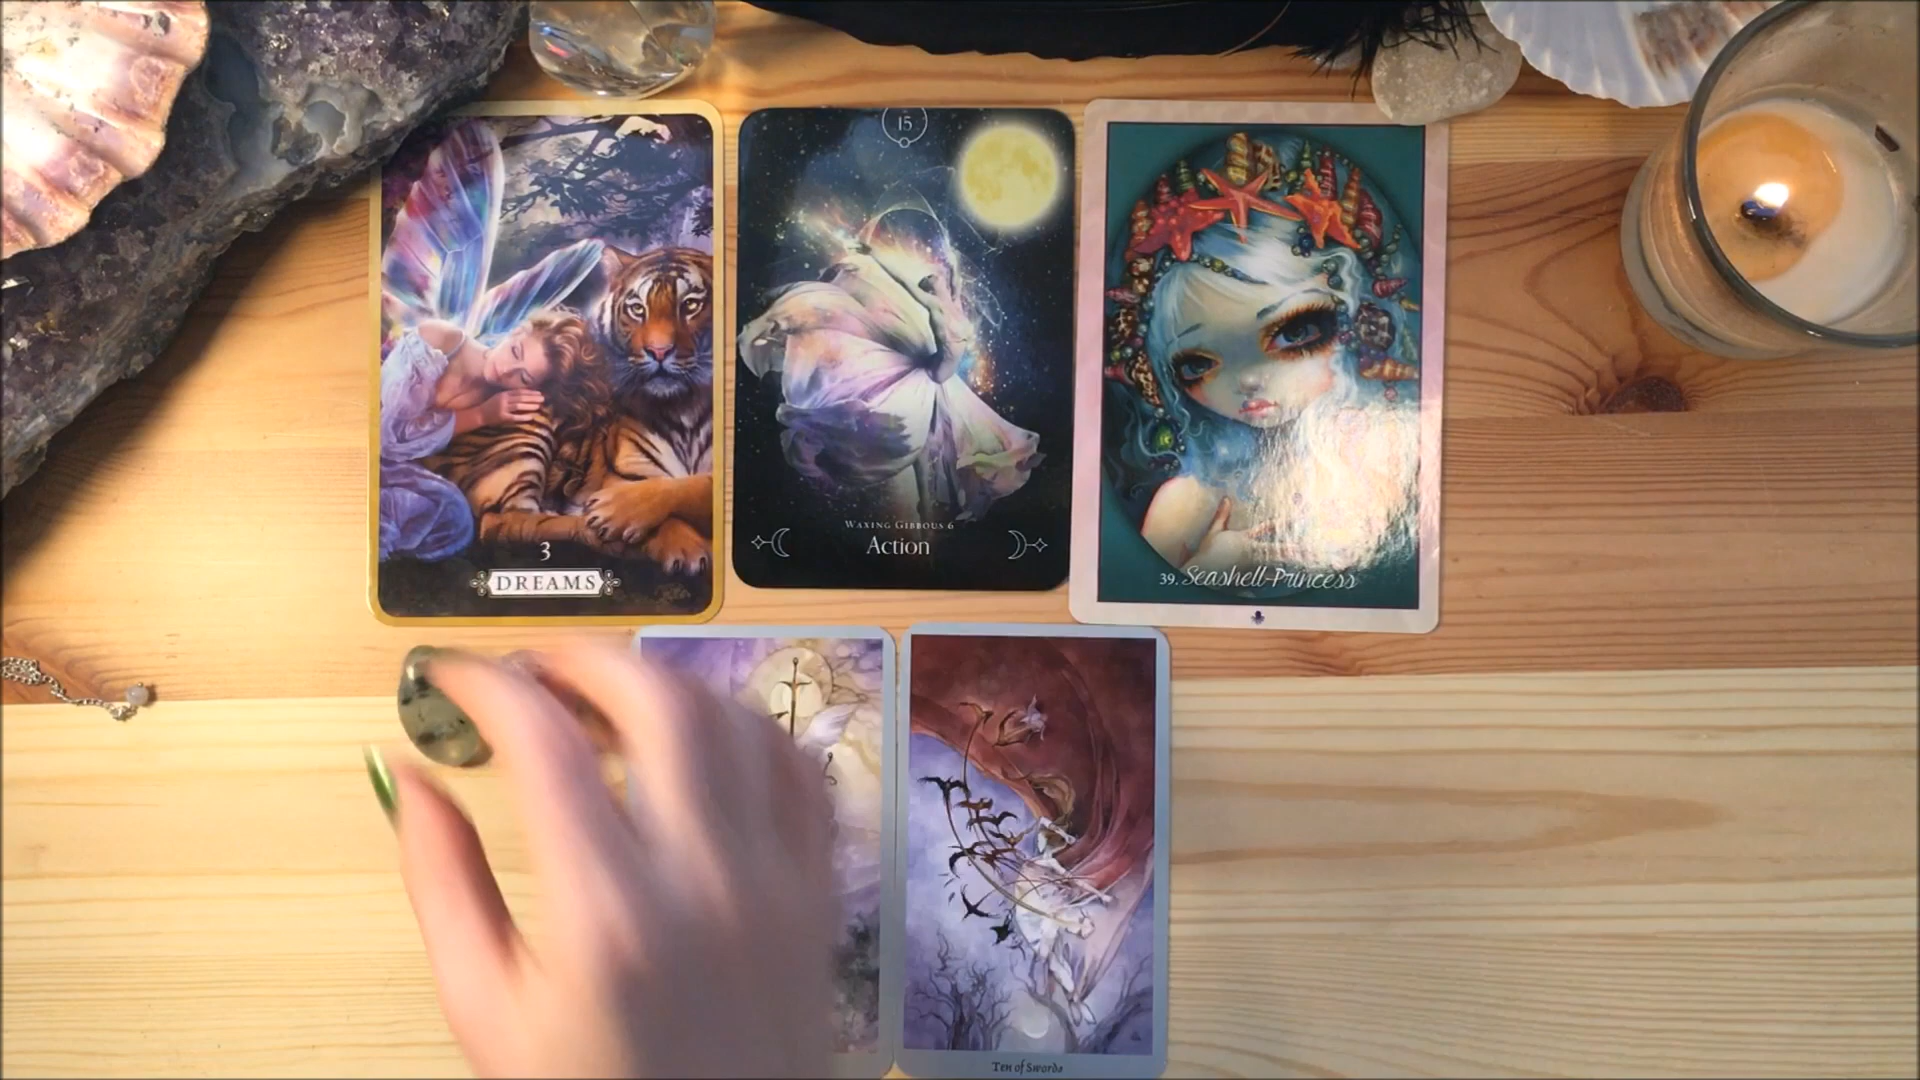 15
3
DREAMS
WAXING GIBBOUS 6
Action
39. Seashell Princess
Ten of Swords